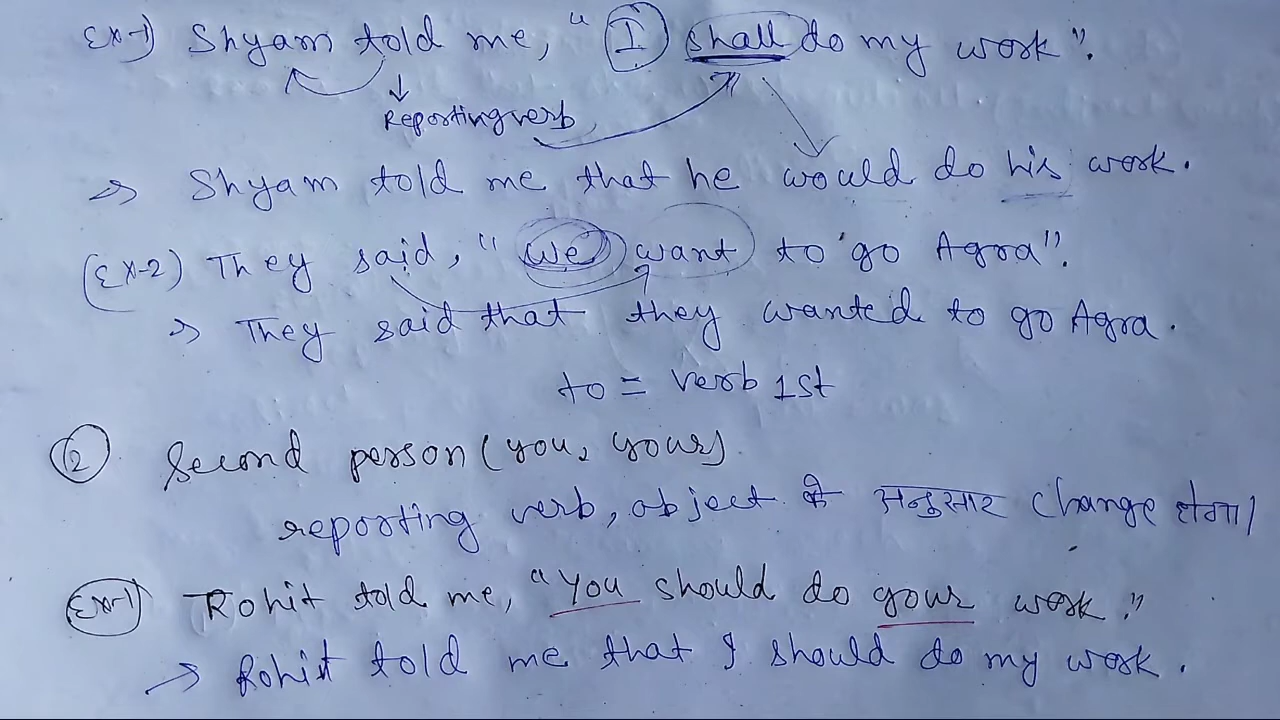 Ex-1) Shyam told me, "I shall do my work".
Reporting verb
⇒ Shyam told me that he would do his work.
(Ex-2) They said, "we want to go Agra".
⇒ They said that they wanted to go Agra.
to = verb 1st
② Second person (you, your)
reporting verb, object के अनुसार change होगा।
Ex-1) Rohit told me, "You should do your work."
→ Rohit told me that I should do my work.